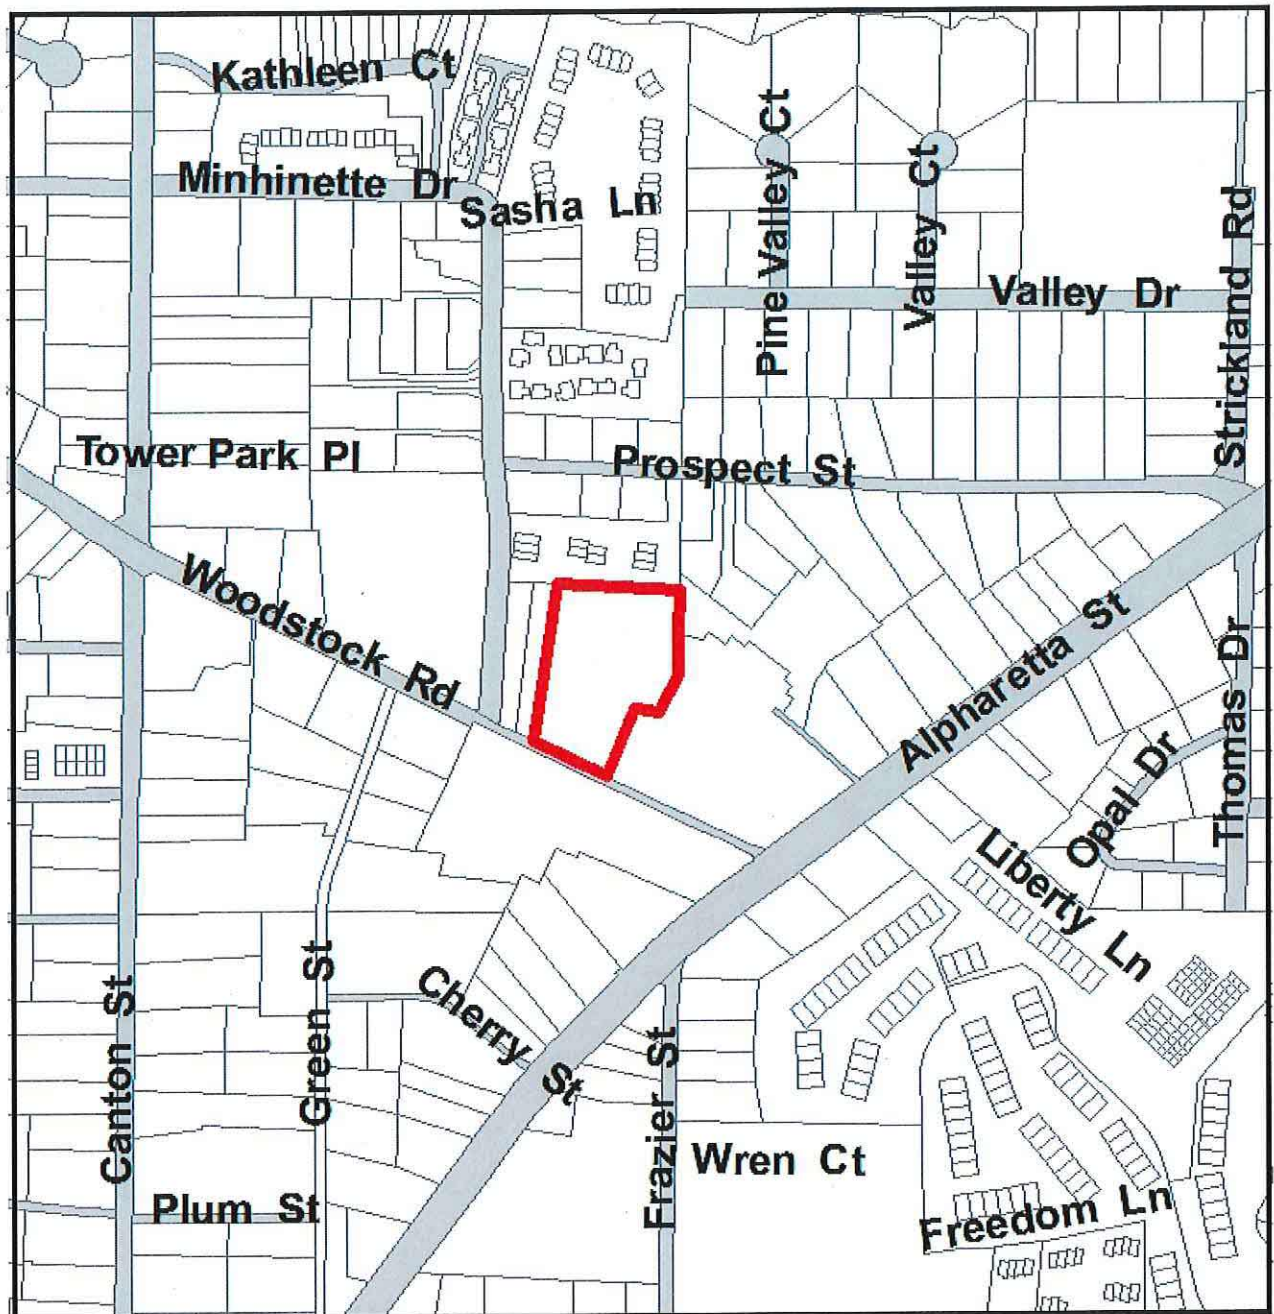 Kathleen Ct
Minhinette Dr
Sasha Ln
Pine Valley Ct
Valley Ct
Valley Dr
Strickland Rd
Tower Park Pl
Prospect St
Woodstock Rd
Alpharetta St
Thomas Dr
Opal Dr
Liberty Ln
Canton St
Green St
Cherry St
Frazier St
Wren Ct
Plum St
Freedom Ln